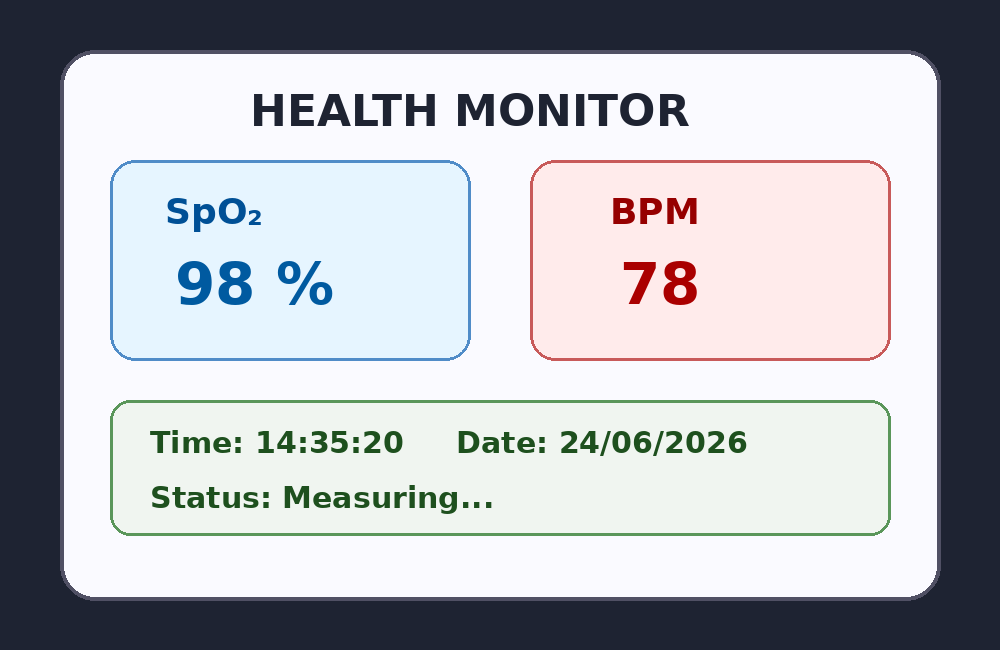 HEALTH MONITOR
SpO₂
98 %
BPM
78
Time: 14:35:20 Date: 24/06/2026
Status: Measuring...